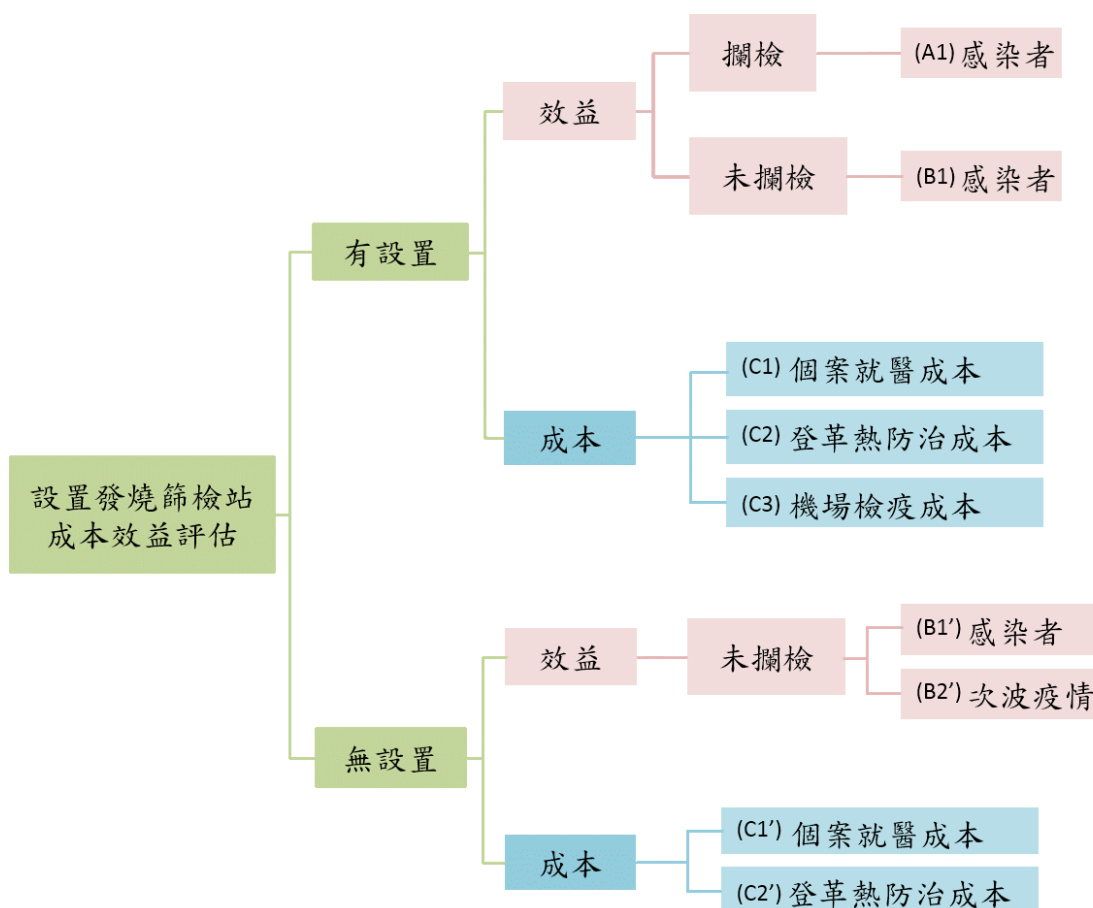 攔檢
(A1) 感染者
效益
未攔檢
(B1) 感染者
有設置
(C1) 個案就醫成本
成本
(C2) 登革熱防治成本
(C3) 機場檢疫成本
設置發燒篩檢站
成本效益評估
效益
未攔檢
(B1’) 感染者
(B2’) 次波疫情
無設置
成本
(C1’) 個案就醫成本
(C2’) 登革熱防治成本